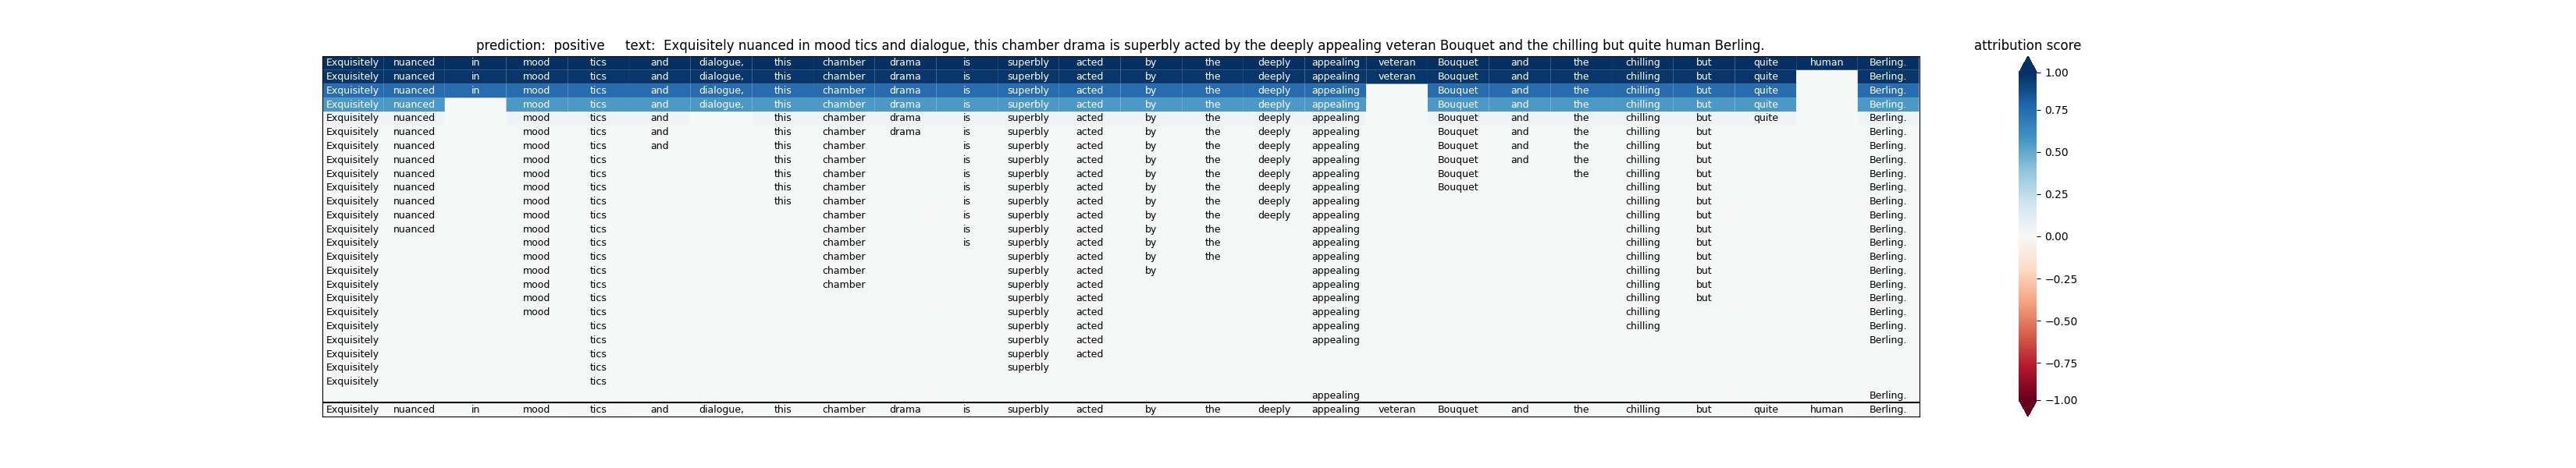 prediction: positive text: Exquisitely nuanced in mood tics and dialogue, this chamber drama is superbly acted by the deeply appealing veteran Bouquet and the chilling but quite human Berling. attribution score
Exquisitely nuanced in mood tics and dialogue, this chamber drama is superbly acted by the deeply appealing veteran Bouquet and the chilling but quite human Berling.
1.00
Exquisitely nuanced in mood tics and dialogue, this chamber drama is superbly acted by the deeply appealing veteran Bouquet and the chilling but quite Berling.
Exquisitely nuanced in mood tics and dialogue, this chamber drama is superbly acted by the deeply appealing Bouquet and the chilling but quite Berling.
Exquisitely nuanced mood tics and dialogue, this chamber drama is superbly acted by the deeply appealing Bouquet and the chilling but quite Berling.
0.75
Exquisitely nuanced mood tics and this chamber drama is superbly acted by the deeply appealing Bouquet and the chilling but quite Berling.
Exquisitely nuanced mood tics and this chamber drama is superbly acted by the deeply appealing Bouquet and the chilling but Berling.
Exquisitely nuanced mood tics and this chamber is superbly acted by the deeply appealing Bouquet and the chilling but Berling.
0.50
Exquisitely nuanced mood tics this chamber is superbly acted by the deeply appealing Bouquet and the chilling but Berling.
Exquisitely nuanced mood tics this chamber is superbly acted by the deeply appealing Bouquet the chilling but Berling.
Exquisitely nuanced mood tics this chamber is superbly acted by the deeply appealing Bouquet chilling but Berling.
0.25
Exquisitely nuanced mood tics this chamber is superbly acted by the deeply appealing chilling but Berling.
Exquisitely nuanced mood tics chamber is superbly acted by the deeply appealing chilling but Berling.
Exquisitely nuanced mood tics chamber is superbly acted by the appealing chilling but Berling.
0.00
Exquisitely mood tics chamber is superbly acted by the appealing chilling but Berling.
Exquisitely mood tics chamber superbly acted by the appealing chilling but Berling.
Exquisitely mood tics chamber superbly acted by appealing chilling but Berling.
−0.25
Exquisitely mood tics chamber superbly acted appealing chilling but Berling.
Exquisitely mood tics superbly acted appealing chilling but Berling.
Exquisitely mood tics superbly acted appealing chilling Berling.
−0.50
Exquisitely tics superbly acted appealing chilling Berling.
Exquisitely tics superbly acted appealing Berling.
Exquisitely tics superbly acted
−0.75
Exquisitely tics superbly
Exquisitely tics
appealing Berling.
−1.00
Exquisitely nuanced in mood tics and dialogue, this chamber drama is superbly acted by the deeply appealing veteran Bouquet and the chilling but quite human Berling.